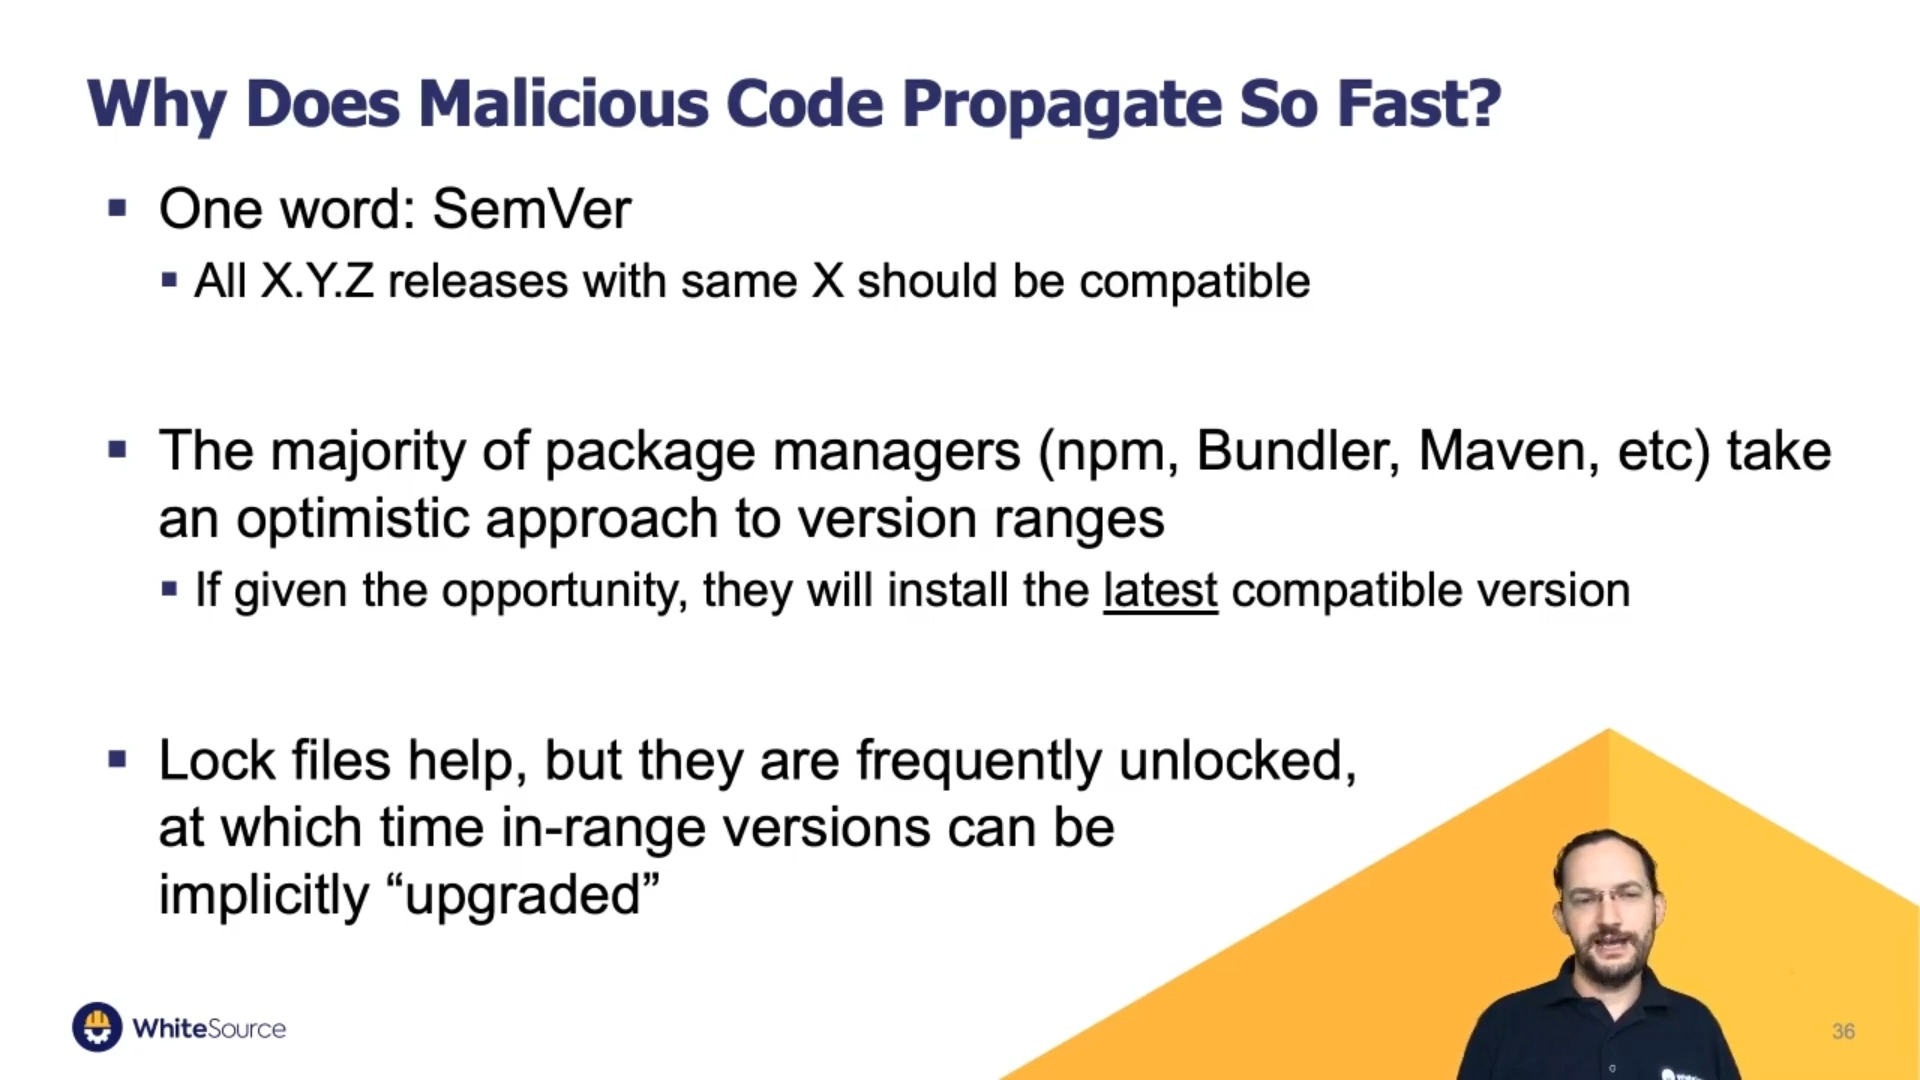 Why Does Malicious Code Propagate So Fast?
▪ One word: SemVer
▪ All X.Y.Z releases with same X should be compatible
▪ The majority of package managers (npm, Bundler, Maven, etc) take
an optimistic approach to version ranges
▪ If given the opportunity, they will install the latest compatible version
▪ Lock files help, but they are frequently unlocked,
at which time in-range versions can be
implicitly “upgraded”
WhiteSource
36